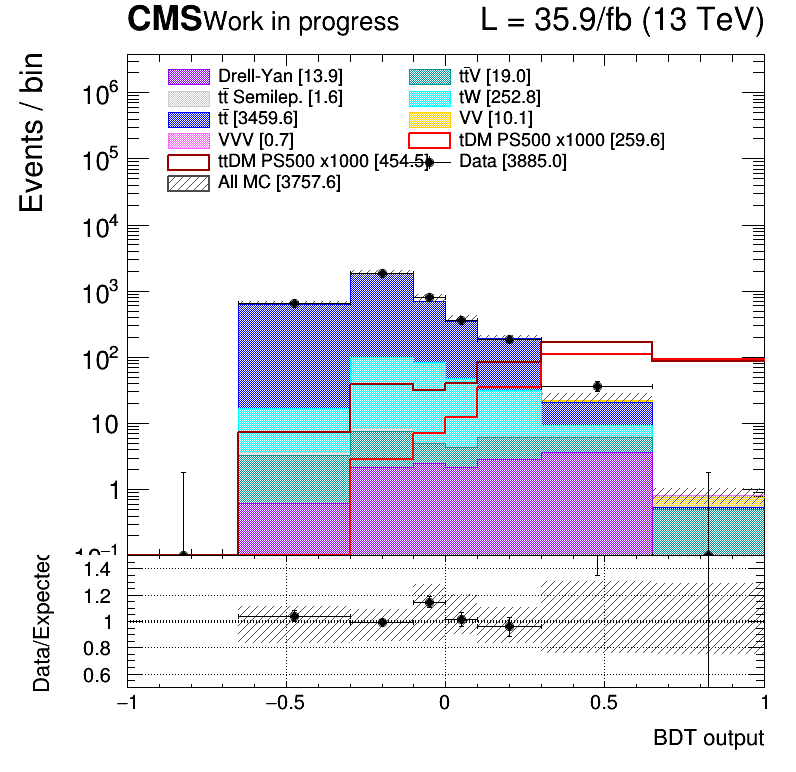 CMS Work in progress L = 35.9/fb (13 TeV)
Events / bin
Drell-Yan [13.9] tt̄V [19.0]
tt̄ Semilep. [1.6] tW [252.8]
tt̄ [3459.6] VV [10.1]
VVV [0.7] tDM PS500 x1000 [259.6]
ttDM PS500 x1000 [454.5] Data [3885.0]
All MC [3757.6]
10⁶
10⁵
10⁴
10³
10²
10
1
10⁻¹
Data/Expected
1.4
1.2
1
0.8
0.6
−1 −0.5 0 0.5 1
BDT output